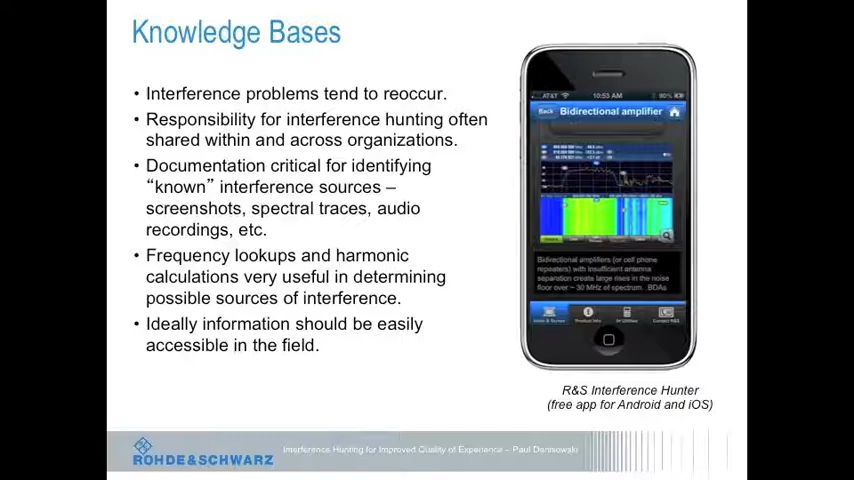 Knowledge Bases
• Interference problems tend to reoccur.
• Responsibility for interference hunting often
shared within and across organizations.
• Documentation critical for identifying
“known” interference sources –
screenshots, spectral traces, audio
recordings, etc.
• Frequency lookups and harmonic
calculations very useful in determining
possible sources of interference.
• Ideally information should be easily
accessible in the field.
AT&T 10:53 AM 80%
Back Bidirectional amplifier
Bidirectional amplifiers (or cell phone
repeaters) with insufficient antenna
separation create large rises in the noise
floor over ~ 30 MHz of spectrum. BDAs
R&S Interference Hunter
(free app for Android and iOS)
ROHDE&SCHWARZ
Interference Hunting for Improved Quality of Experience – Paul Denisowski